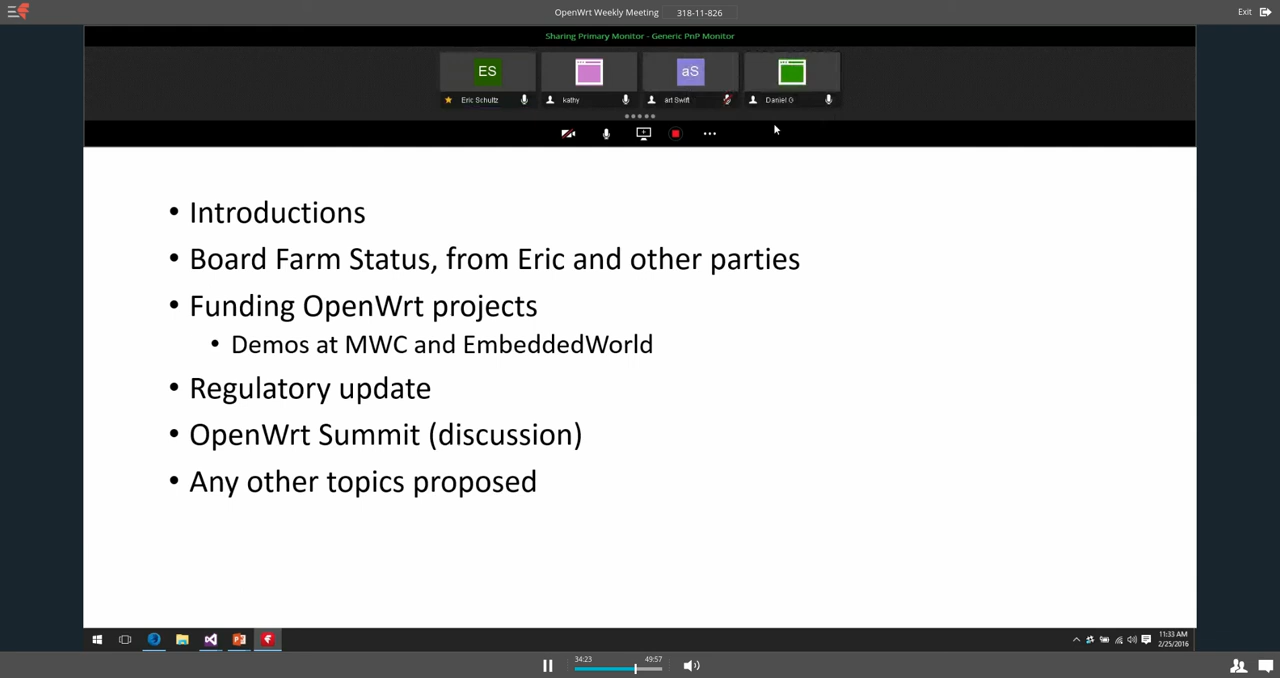 OpenWrt Weekly Meeting 318-11-826
Exit
Sharing Primary Monitor - Generic PnP Monitor
ES
aS
Eric Schultz
kathy
art Swift
Daniel G
• Introductions
• Board Farm Status, from Eric and other parties
• Funding OpenWrt projects
• Demos at MWC and EmbeddedWorld
• Regulatory update
• OpenWrt Summit (discussion)
• Any other topics proposed
11:33 AM
2/25/2016
34:23
49:57